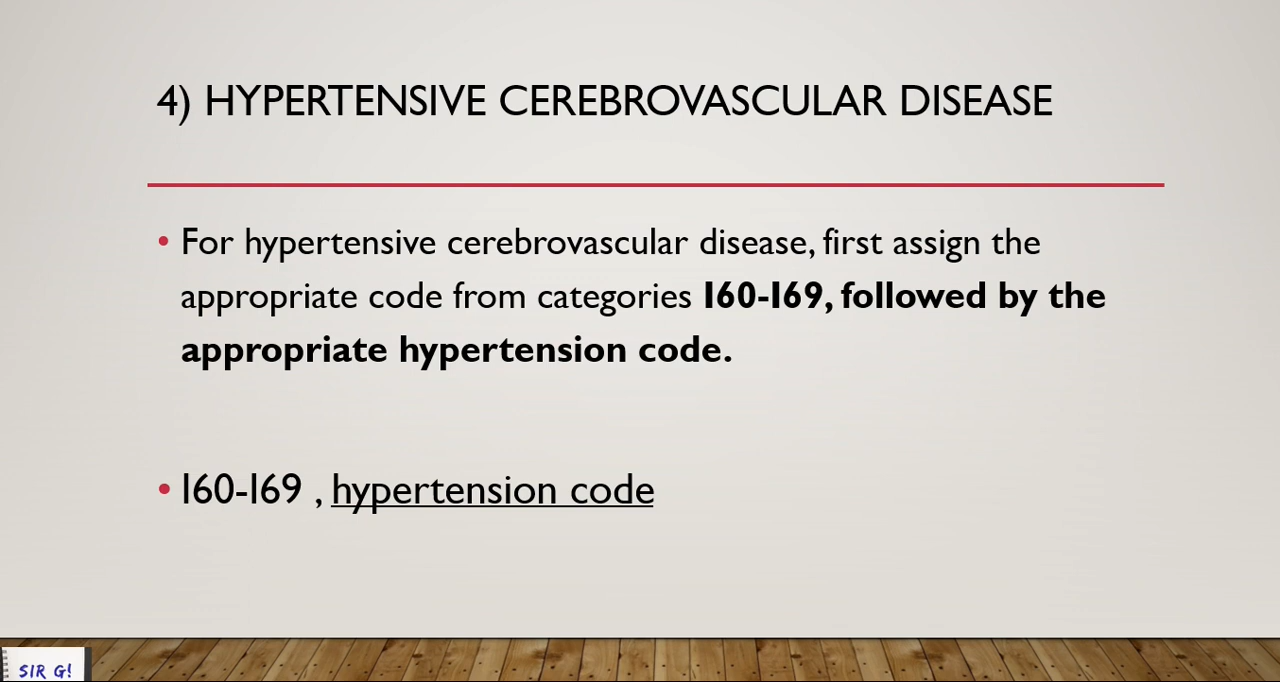 4) HYPERTENSIVE CEREBROVASCULAR DISEASE
• For hypertensive cerebrovascular disease, first assign the
appropriate code from categories I60-I69, followed by the
appropriate hypertension code.
• I60-I69 , hypertension code
SIR G!